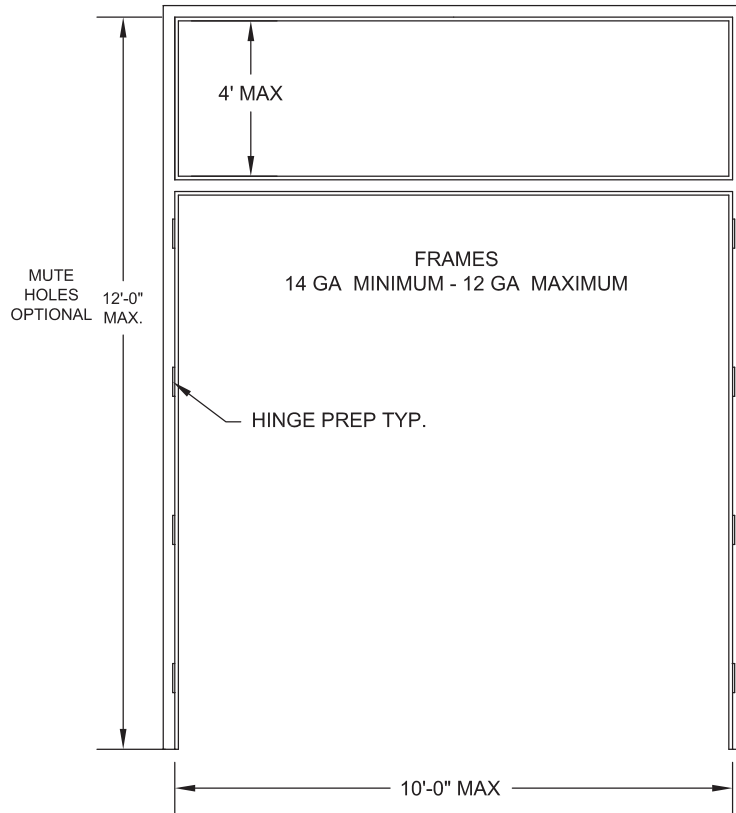 4' MAX
FRAMES
14 GA MINIMUM - 12 GA MAXIMUM
MUTE
HOLES
OPTIONAL
12'-0"
MAX.
HINGE PREP TYP.
10'-0" MAX